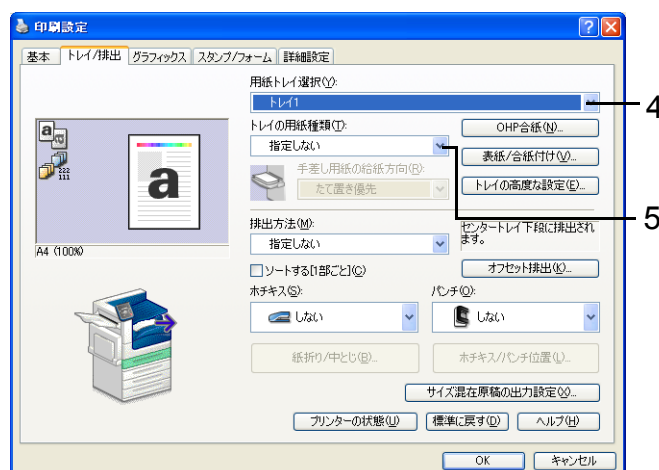 印刷設定
基本 トレイ/排出 グラフィックス スタンプ/フォーム 詳細設定
用紙トレイ選択(Y):
トレイ1
4
トレイの用紙種類(T):
指定しない
OHP合紙(N)...
表紙/合紙付け(V)...
手差し用紙の給紙方向(R):
たて置き優先
トレイの高度な設定(E)...
5
a
a
222
111
a
A4 (100%)
排出方法(M):
指定しない
センタートレイ下段に排出され
ます。
ソートする[1部ごと](C)
オフセット排出(K)...
ホチキス(S):
パンチ(O):
しない
しない
紙折り/中とじ(B)...
ホチキス/パンチ位置(L)...
サイズ混在原稿の出力設定(X)...
プリンターの状態(U) 標準に戻す(D) ヘルプ(H)
OK キャンセル